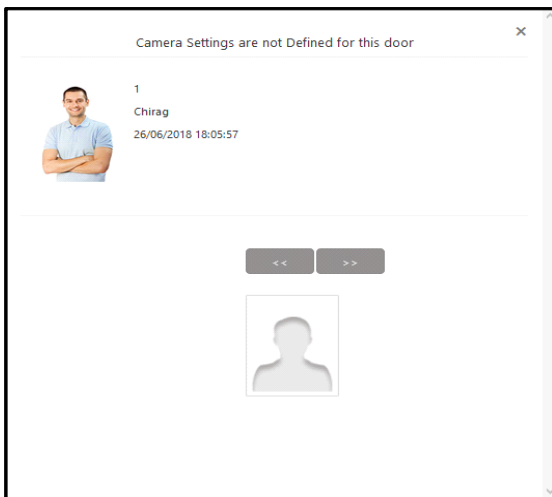 Camera Settings are not Defined for this door
×
1
Chirag
26/06/2018 18:05:57
<< >>